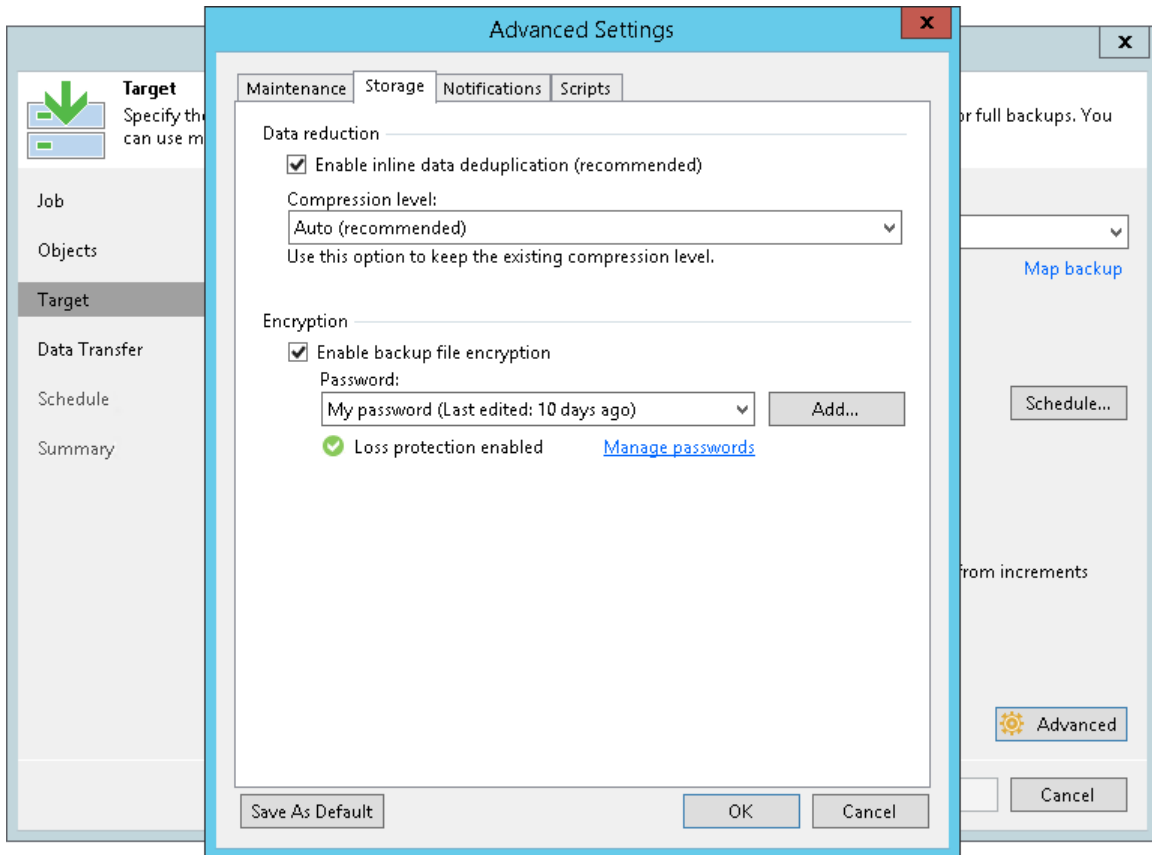 Advanced Settings
x
x
Target
Specify the
or full backups. You
can use m
Job
Objects
Target
Data Transfer
Schedule
Summary
Maintenance
Storage
Notifications
Scripts
Data reduction
Enable inline data deduplication (recommended)
Compression level:
Auto (recommended)
Use this option to keep the existing compression level.
Encryption
Enable backup file encryption
Password:
My password (Last edited: 10 days ago)
Add...
Loss protection enabled
Manage passwords
Map backup
Schedule...
from increments
Advanced
Save As Default
OK
Cancel
Cancel